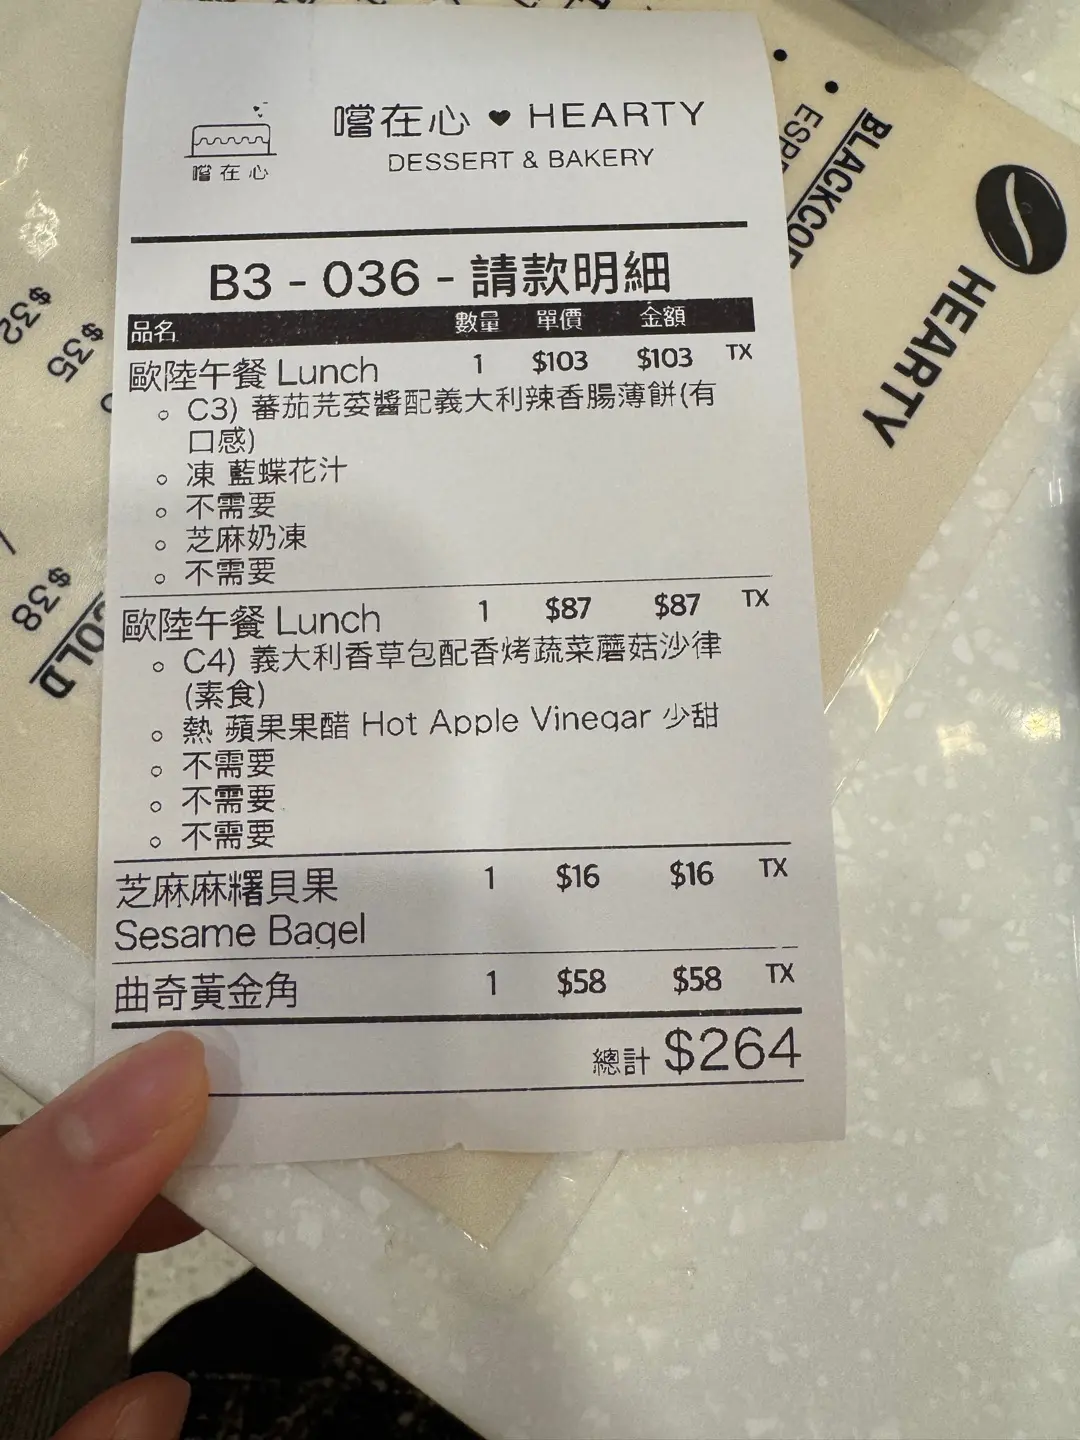 嚐在心 ♥ HEARTY
DESSERT & BAKERY
嚐在心
B3 - 036 - 請款明細
品名 數量 單價 金額
歐陸午餐 Lunch 1 $103 $103 TX
C3) 蕃茄芫荽醬配義大利辣香腸薄餅(有
口感)
凍 藍蝶花汁
不需要
芝麻奶凍
不需要
歐陸午餐 Lunch 1 $87 $87 TX
C4) 義大利香草包配香烤蔬菜蘑菇沙律
(素食)
熱 蘋果果醋 Hot Apple Vinegar 少甜
不需要
不需要
不需要
芝麻麻糬貝果 1 $16 $16 TX
Sesame Bagel
曲奇黃金角 1 $58 $58 TX
總計 $264
HEARTY
$32
$35
$38